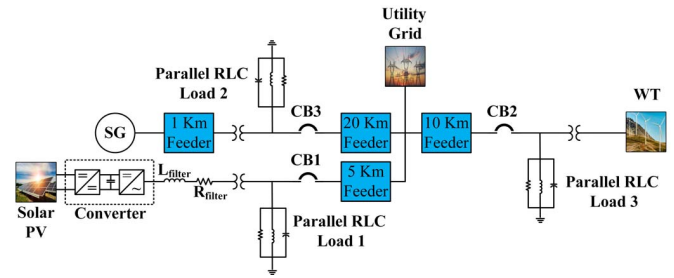 Utility
Grid
Parallel RLC
Load 2
CB3
CB2
WT
SG
1 Km
Feeder
20 Km
Feeder
10 Km
Feeder
Lfilter
Rfilter
CB1
5 Km
Feeder
Parallel RLC
Load 3
Solar
PV
Converter
Parallel RLC
Load 1